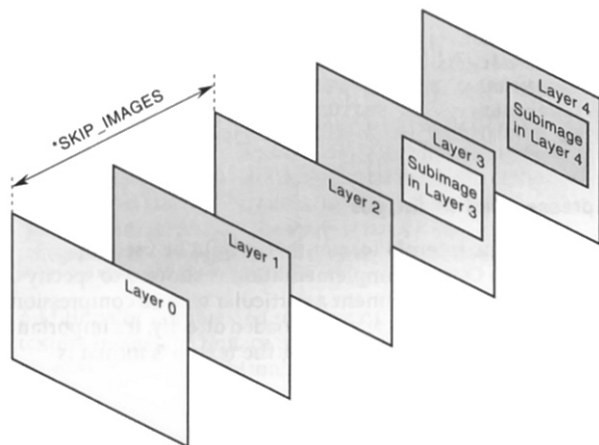 *SKIP_IMAGES
Layer 0
Layer 1
Layer 2
Layer 3
Subimage
in Layer 3
Layer 4
Subimage
in Layer 4